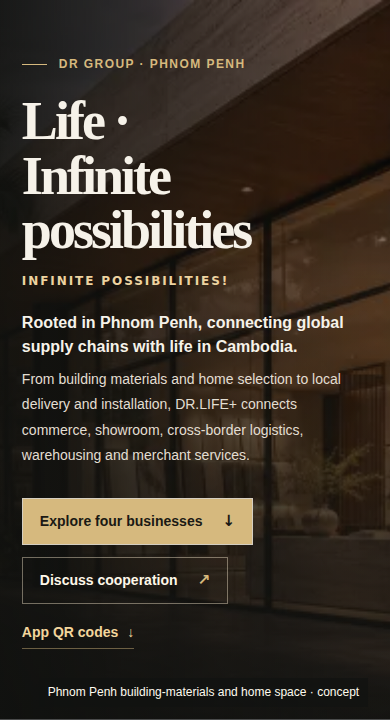 DR GROUP · PHNOM PENH
Life ·
Infinite
possibilities
INFINITE POSSIBILITIES!
Rooted in Phnom Penh, connecting global
supply chains with life in Cambodia.
From building materials and home selection to local
delivery and installation, DR.LIFE+ connects
commerce, showroom, cross-border logistics,
warehousing and merchant services.
Explore four businesses ↓
Discuss cooperation ↗
App QR codes ↓
Phnom Penh building-materials and home space · concept